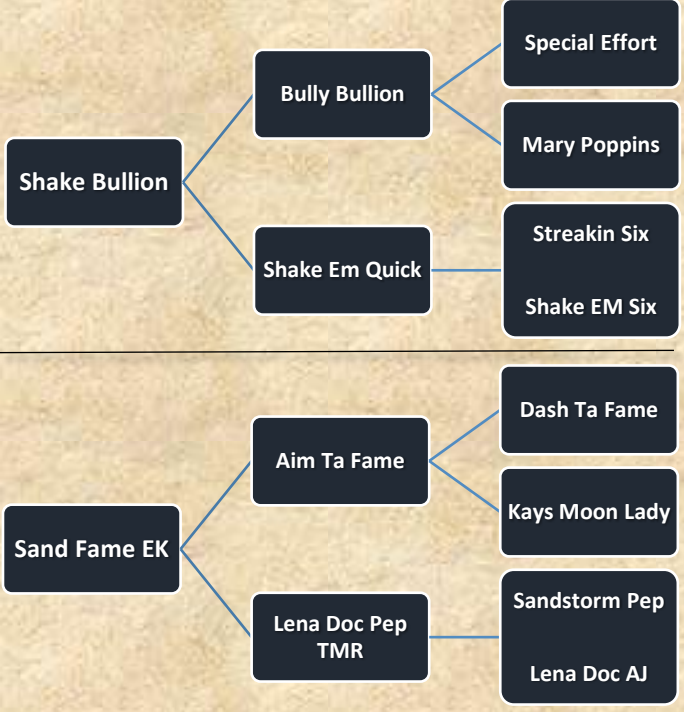 Shake Bullion
Bully Bullion
Special Effort
Mary Poppins
Shake Em Quick
Streakin Six
Shake EM Six
Sand Fame EK
Aim Ta Fame
Dash Ta Fame
Kays Moon Lady
Lena Doc Pep
TMR
Sandstorm Pep
Lena Doc AJ